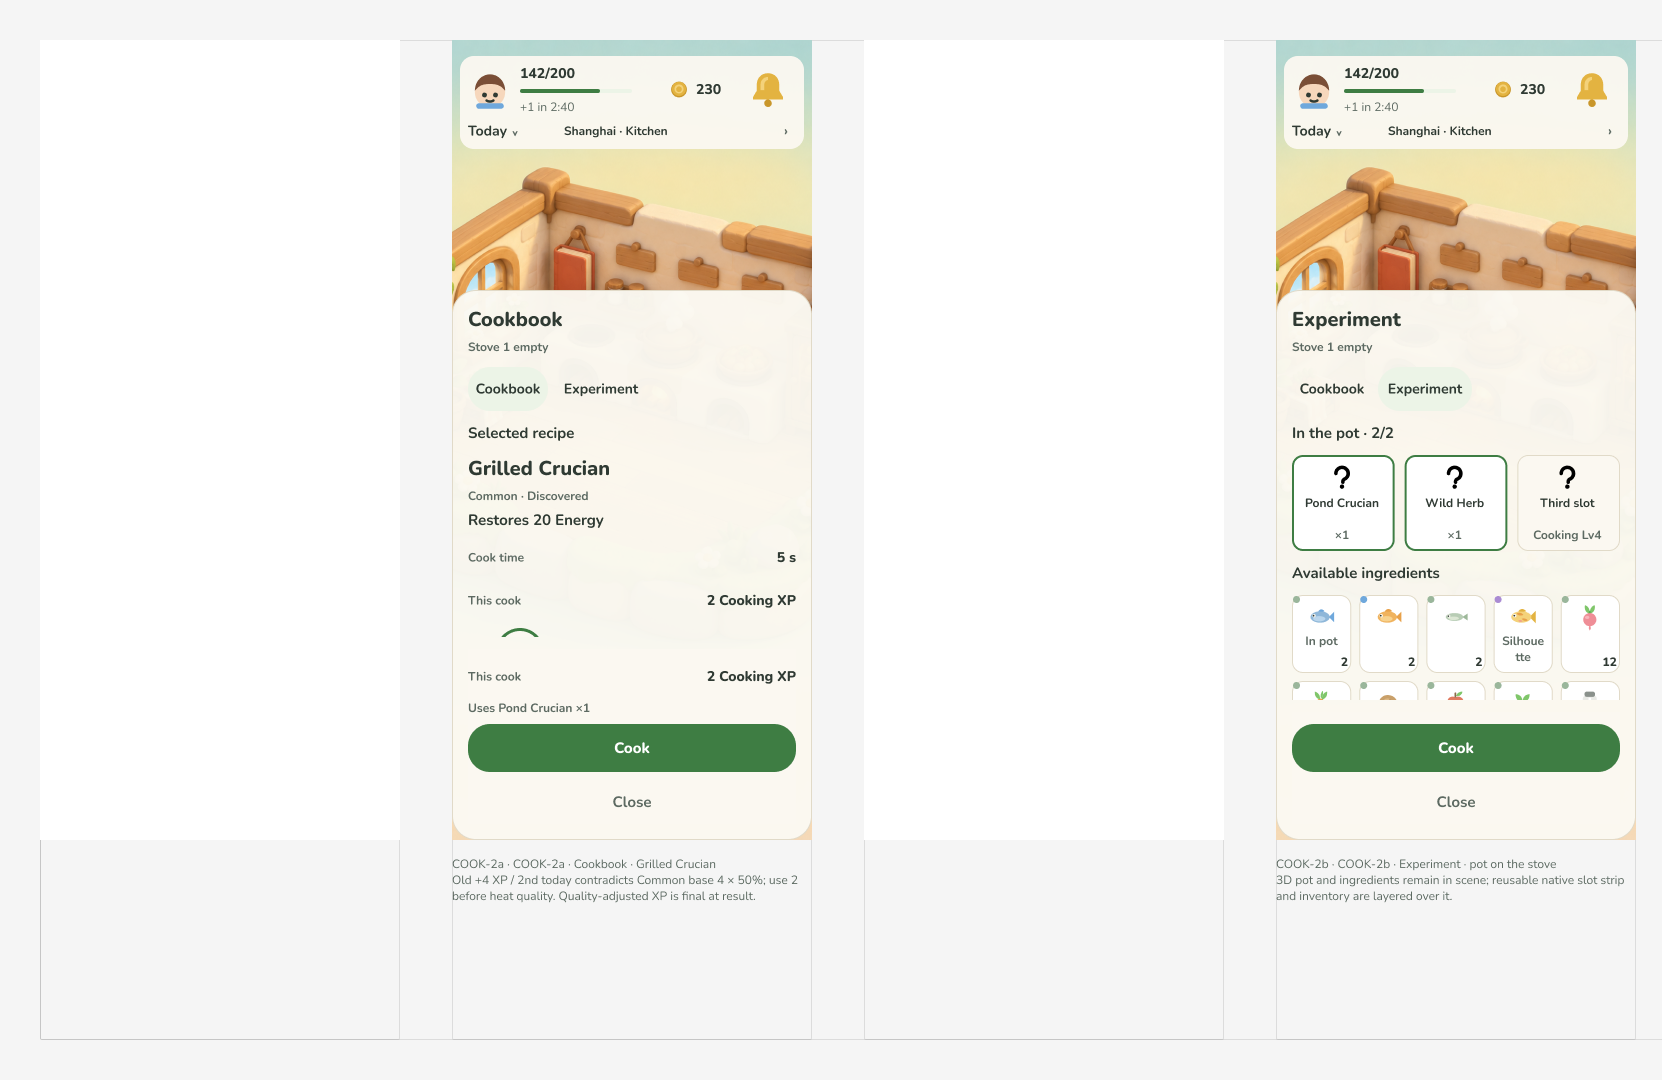 142/200
230
+1 in 2:40
Today ˅
Shanghai · Kitchen ›
Cookbook
Stove 1 empty
Cookbook Experiment
Selected recipe
Grilled Crucian
Common · Discovered
Restores 20 Energy
Cook time 5 s
This cook 2 Cooking XP
This cook 2 Cooking XP
Uses Pond Crucian ×1
Cook
Close
COOK-2a · COOK-2a · Cookbook · Grilled Crucian
Old +4 XP / 2nd today contradicts Common base 4 × 50%; use 2
before heat quality. Quality-adjusted XP is final at result.
142/200
230
+1 in 2:40
Today ˅
Shanghai · Kitchen ›
Experiment
Stove 1 empty
Cookbook Experiment
In the pot · 2/2
? ? ?
Pond Crucian Wild Herb Third slot
×1 ×1 Cooking Lv4
Available ingredients
In pot Silhoue
tte
2 2 2 12
Cook
Close
COOK-2b · COOK-2b · Experiment · pot on the stove
3D pot and ingredients remain in scene; reusable native slot strip
and inventory are layered over it.